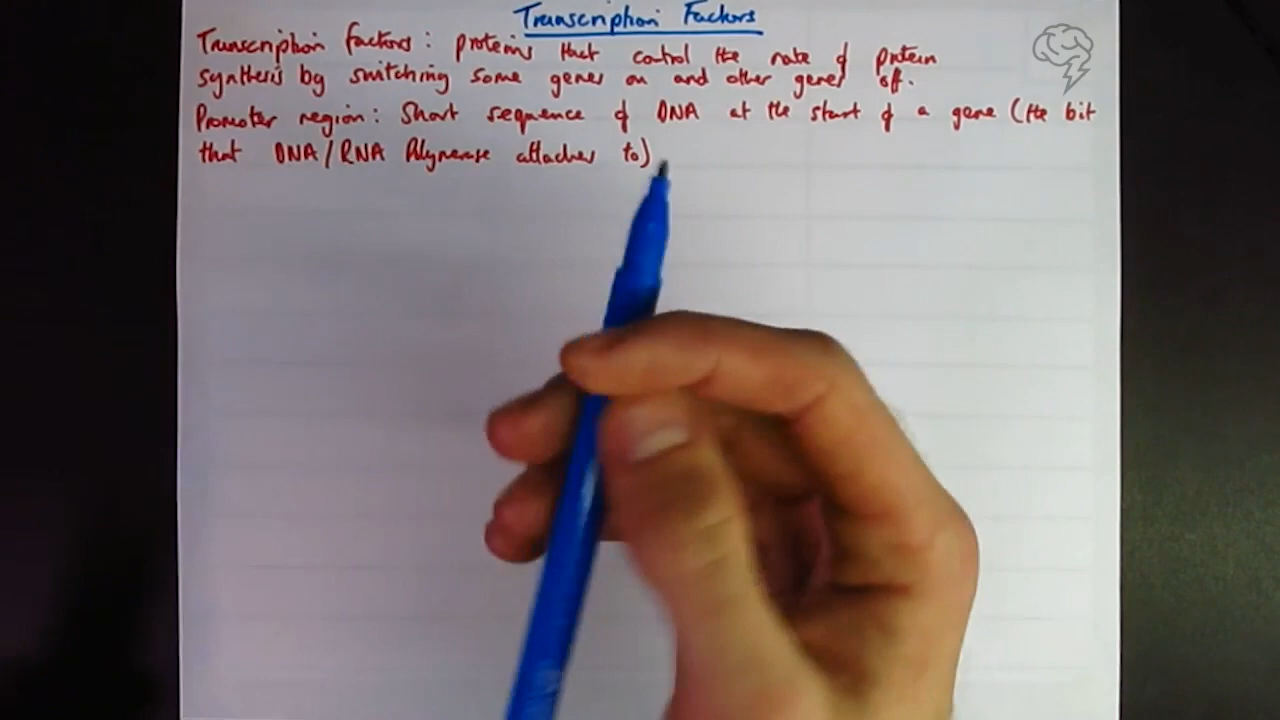 Transcription Factors
Transcription factors : proteins that control the rate of protein
synthesis by switching some genes on and other genes off.
Promoter region : Short sequence of DNA at the start of a gene (the bit
that DNA/RNA Polymerase attaches to)